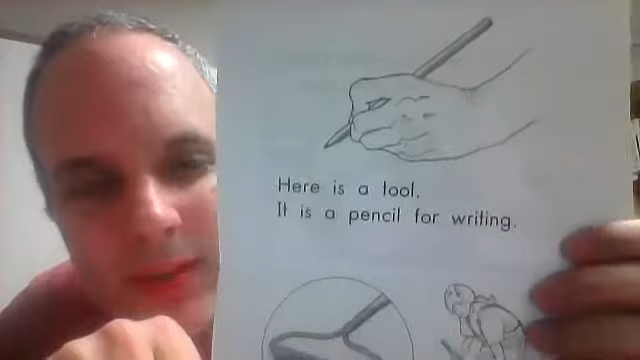 Here is a tool.
It is a pencil for writing.